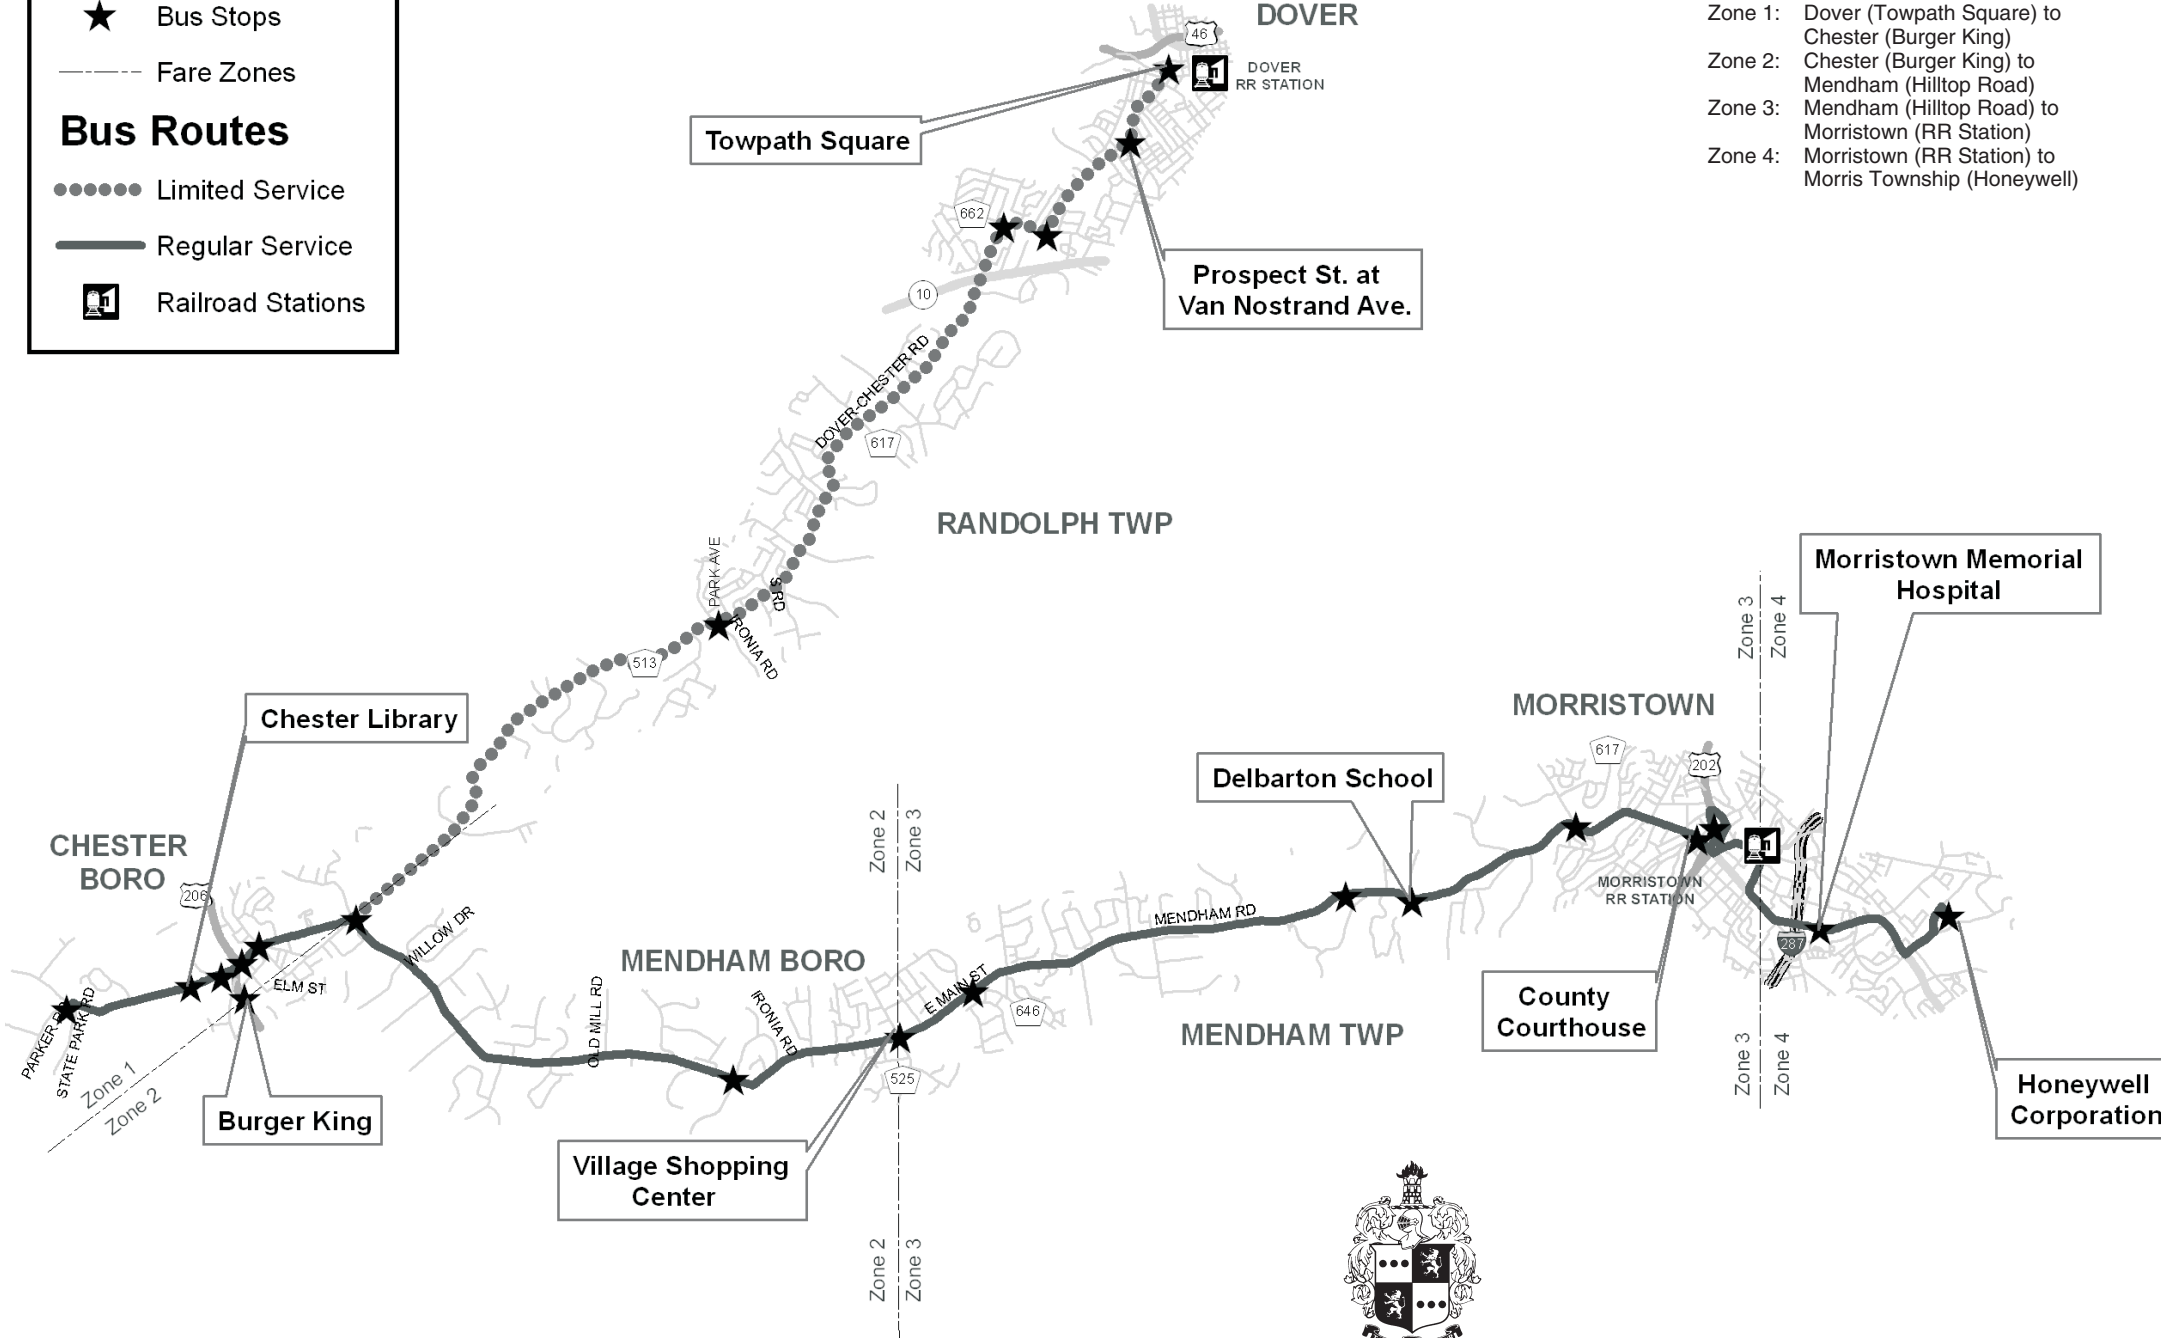 Bus Stops
Fare Zones
Bus Routes
Limited Service
Regular Service
Railroad Stations
DOVER
46
DOVER
RR STATION
Towpath Square
Zone 1: Dover (Towpath Square) to
Chester (Burger King)
Zone 2: Chester (Burger King) to
Mendham (Hilltop Road)
Zone 3: Mendham (Hilltop Road) to
Morristown (RR Station)
Zone 4: Morristown (RR Station) to
Morris Township (Honeywell)
662
Prospect St. at
Van Nostrand Ave.
10
DOVER-CHESTER RD
617
RANDOLPH TWP
PARK AVE
S RD
IRONIA RD
513
Morristown Memorial
Hospital
Zone 3
Zone 4
Chester Library
MORRISTOWN
617
202
Delbarton School
CHESTER
BORO
206
Zone 2
Zone 3
MORRISTOWN
RR STATION
WILLOW DR
MENDHAM RD
287
MENDHAM BORO
ELM ST
E MAIN ST
OLD MILL RD
IRONIA RD
646
PARKER RD
STATE PARK RD
County
Courthouse
MENDHAM TWP
Zone 1
Zone 2
525
Zone 3
Zone 4
Honeywell
Corporation
Burger King
Village Shopping
Center
Zone 2
Zone 3